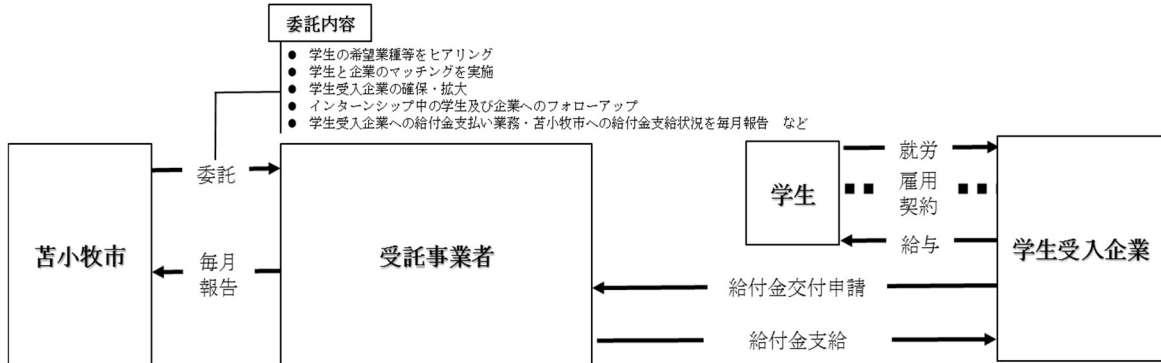 委託内容
● 学生の希望業種等をヒアリング
● 学生と企業のマッチングを実施
● 学生受入企業の確保・拡大
● インターンシップ中の学生及び企業へのフォローアップ
● 学生受入企業への給付金支払い業務・苫小牧市への給付金支給状況を毎月報告 など
苫小牧市
委託
毎月
報告
受託事業者
学生
就労
雇用
契約
給与
学生受入企業
給付金交付申請
給付金支給